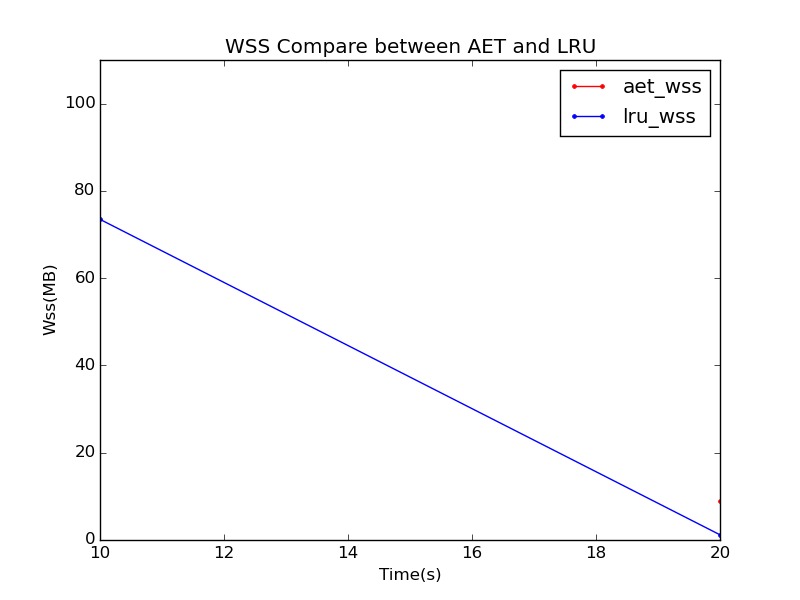 WSS Compare between AET and LRU
aet_wss
lru_wss
100
80
60
40
20
0
Wss(MB)
10 12 14 16 18 20
Time(s)